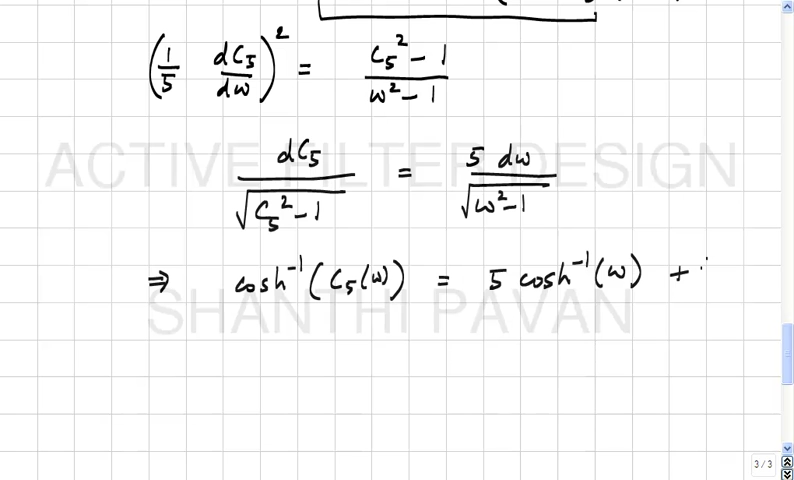 (1/5 dC5/dω)² = (C5² − 1)/(ω² − 1)
ACTIVE FILTER DESIGN
dC5/√(C5² − 1) = 5 dω/√(ω² − 1)
⇒ cosh⁻¹(C5(ω)) = 5 cosh⁻¹(ω) +
SHANTHI PAVAN
3 / 3